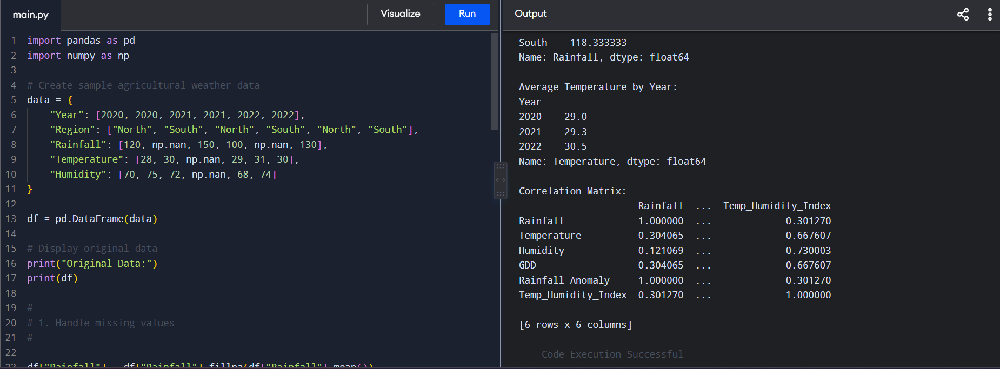 main.py
Visualize
Run
1 import pandas as pd
2 import numpy as np
3
4 # Create sample agricultural weather data
5 data = {
6     "Year": [2020, 2020, 2021, 2021, 2022, 2022],
7     "Region": ["North", "South", "North", "South", "North", "South"],
8     "Rainfall": [120, np.nan, 150, 100, np.nan, 130],
9     "Temperature": [28, 30, np.nan, 29, 31, 30],
10     "Humidity": [70, 75, 72, np.nan, 68, 74]
11 }
12
13 df = pd.DataFrame(data)
14
15 # Display original data
16 print("Original Data:")
17 print(df)
18
19 # -------------------------------
20 # 1. Handle missing values
21 # -------------------------------
22
23 df["Rainfall"] = df["Rainfall"].fillna(df["Rainfall"].mean())
Output
South    118.333333
Name: Rainfall, dtype: float64
Average Temperature by Year:
Year
2020    29.0
2021    29.3
2022    30.5
Name: Temperature, dtype: float64
Correlation Matrix:
                     Rainfall  ...  Temp_Humidity_Index
Rainfall             1.000000  ...             0.301270
Temperature          0.304065  ...             0.667607
Humidity             0.121069  ...             0.730003
GDD                  0.304065  ...             0.667607
Rainfall_Anomaly     1.000000  ...             0.301270
Temp_Humidity_Index  0.301270  ...             1.000000
[6 rows x 6 columns]
=== Code Execution Successful ===